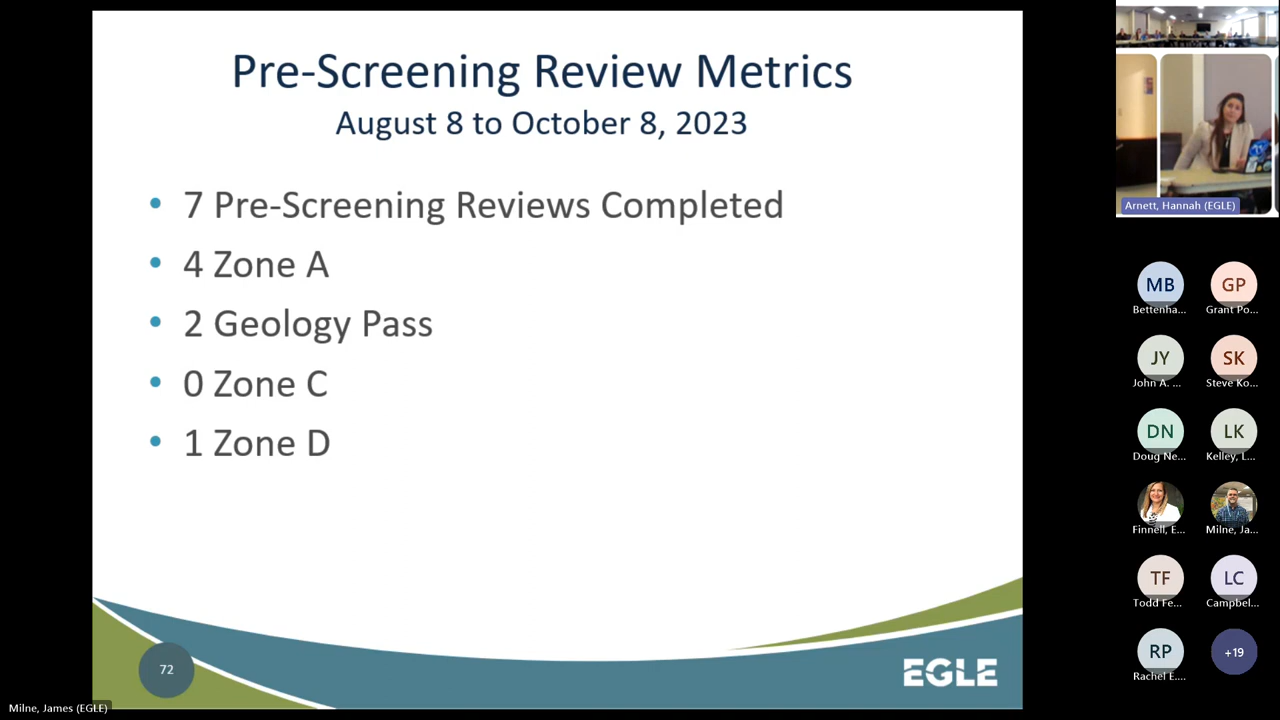 Pre-Screening Review Metrics
August 8 to October 8, 2023
• 7 Pre-Screening Reviews Completed
• 4 Zone A
• 2 Geology Pass
• 0 Zone C
• 1 Zone D
72
EGLE
Milne, James (EGLE)
Arnett, Hannah (EGLE)
MB
GP
Bettenha...
Grant Po...
JY
SK
John A. ...
Steve Ko...
DN
LK
Doug Ne...
Kelley, L...
Finnell, E...
Milne, Ja...
TF
LC
Todd Fe...
Campbel...
RP
+19
Rachel E....